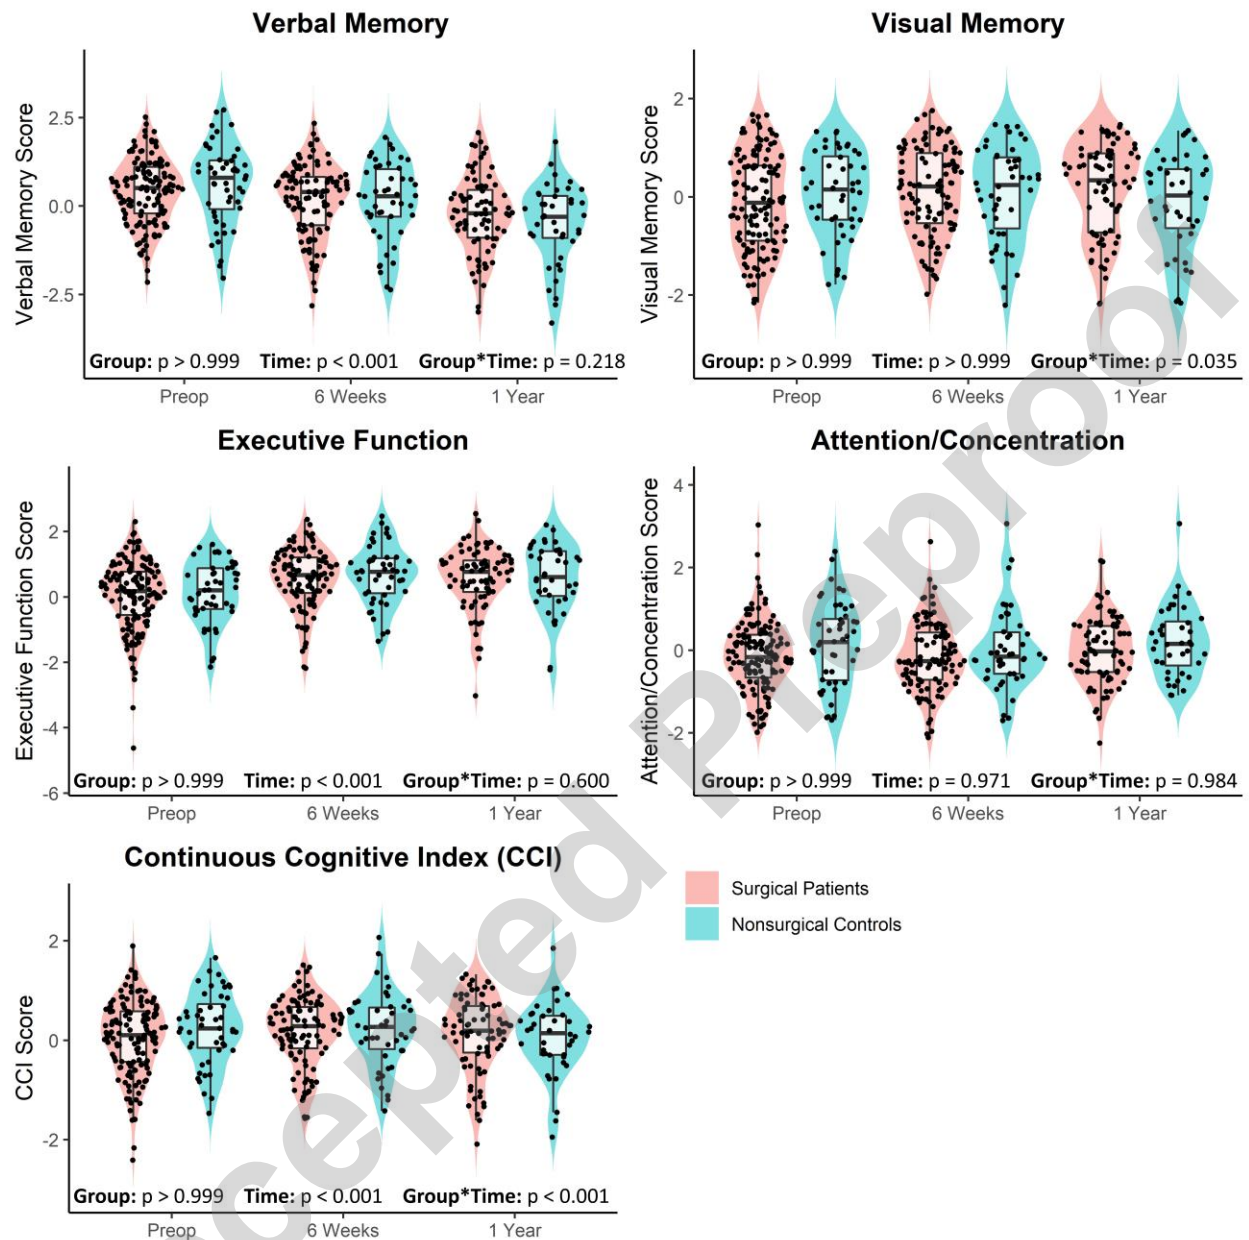 Verbal Memory
Verbal Memory Score
2.5
0.0
-2.5
Group: p > 0.999 Time: p < 0.001 Group*Time: p = 0.218
Preop 6 Weeks 1 Year
Visual Memory
Visual Memory Score
2
0
-2
Group: p > 0.999 Time: p > 0.999 Group*Time: p = 0.035
Preop 6 Weeks 1 Year
Executive Function
Executive Function Score
2
0
-2
-4
-6
Group: p > 0.999 Time: p < 0.001 Group*Time: p = 0.600
Preop 6 Weeks 1 Year
Attention/Concentration
Attention/Concentration Score
4
2
0
-2
Group: p > 0.999 Time: p = 0.971 Group*Time: p = 0.984
Preop 6 Weeks 1 Year
Continuous Cognitive Index (CCI)
CCI Score
2
0
-2
Group: p > 0.999 Time: p < 0.001 Group*Time: p < 0.001
Preop 6 Weeks 1 Year
Surgical Patients
Nonsurgical Controls
ccepted Preproof